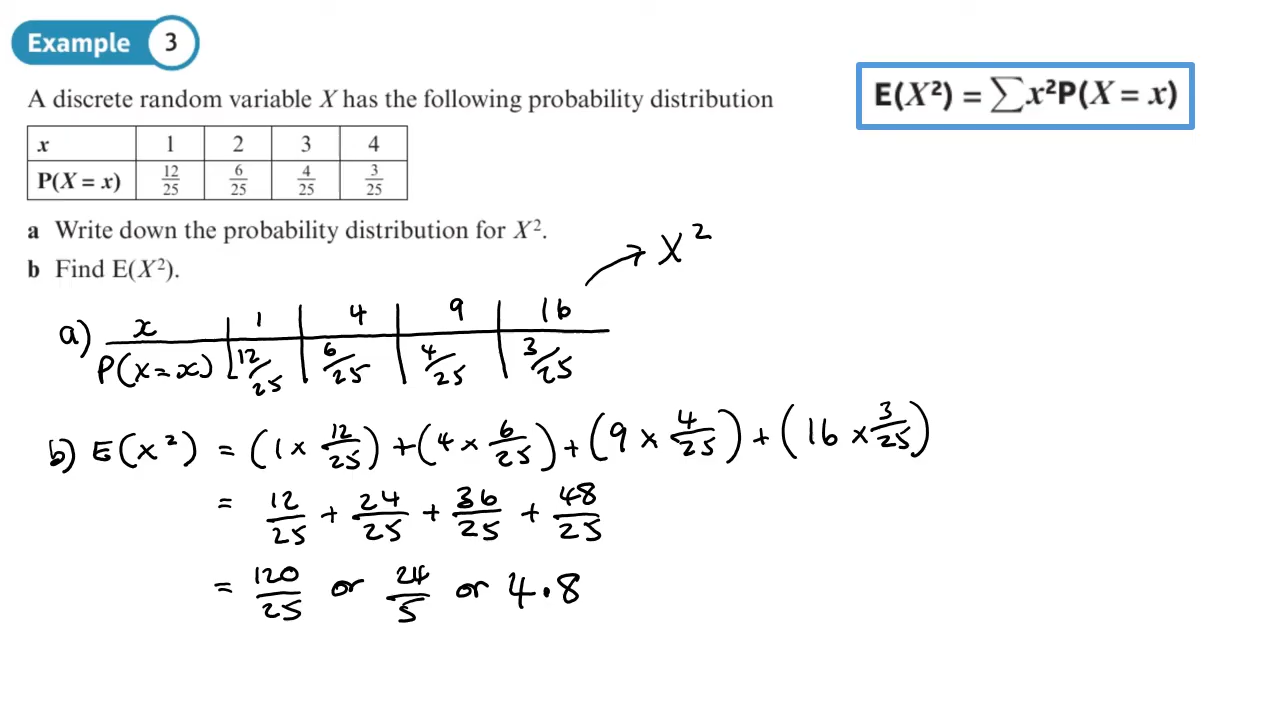 Example 3
E(X²) = ∑x²P(X = x)
A discrete random variable X has the following probability distribution
x 1 2 3 4
P(X = x) 12/25 6/25 4/25 3/25
a Write down the probability distribution for X².
b Find E(X²).
→ X²
a) x 1 4 9 16
P(X=x) 12/25 6/25 4/25 3/25
b) E(X²) = (1 × 12/25) + (4 × 6/25) + (9 × 4/25) + (16 × 3/25)
= 12/25 + 24/25 + 36/25 + 48/25
= 120/25 or 24/5 or 4.8